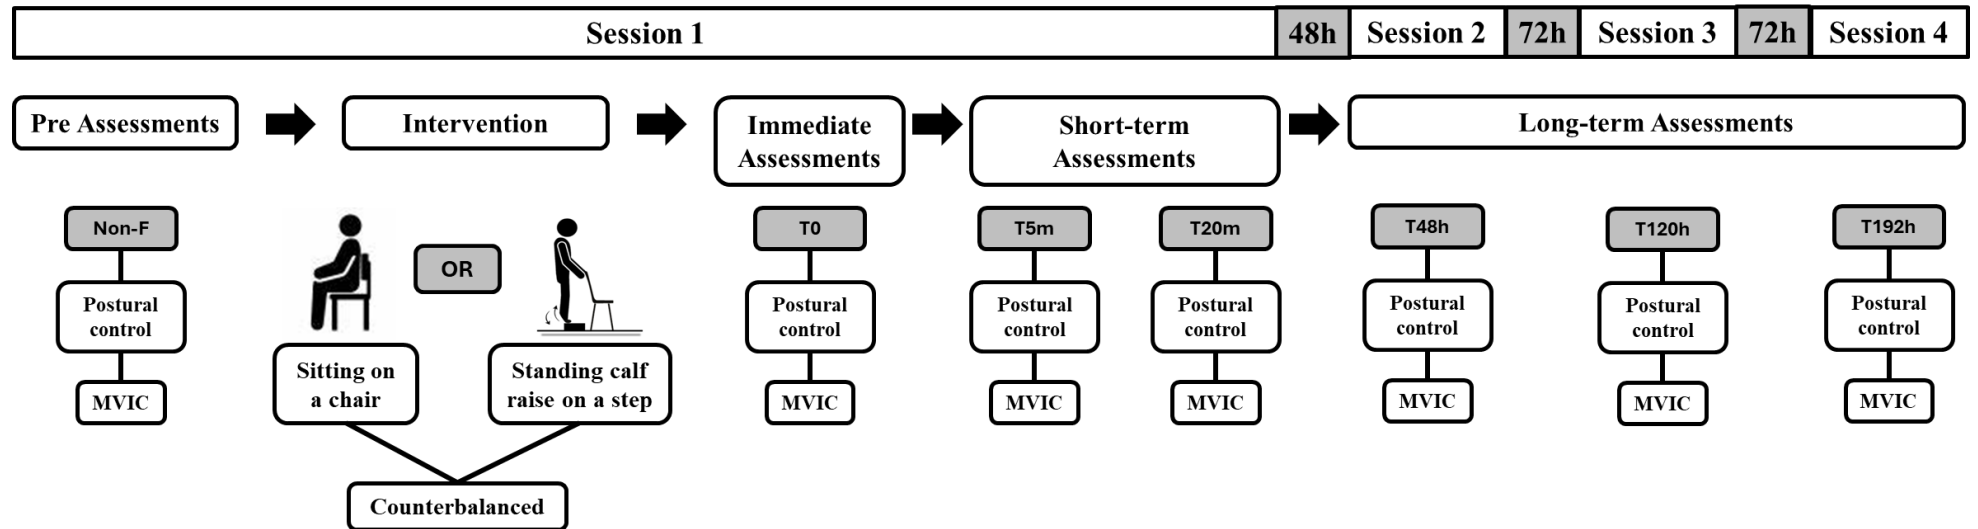 Session 1
48h
Session 2
72h
Session 3
72h
Session 4
Pre Assessments
Intervention
Immediate
Assessments
Short-term
Assessments
Long-term Assessments
Non-F
Postural
control
MVIC
OR
Sitting on
a chair
Standing calf
raise on a step
Counterbalanced
T0
Postural
control
MVIC
T5m
Postural
control
MVIC
T20m
Postural
control
MVIC
T48h
Postural
control
MVIC
T120h
Postural
control
MVIC
T192h
Postural
control
MVIC